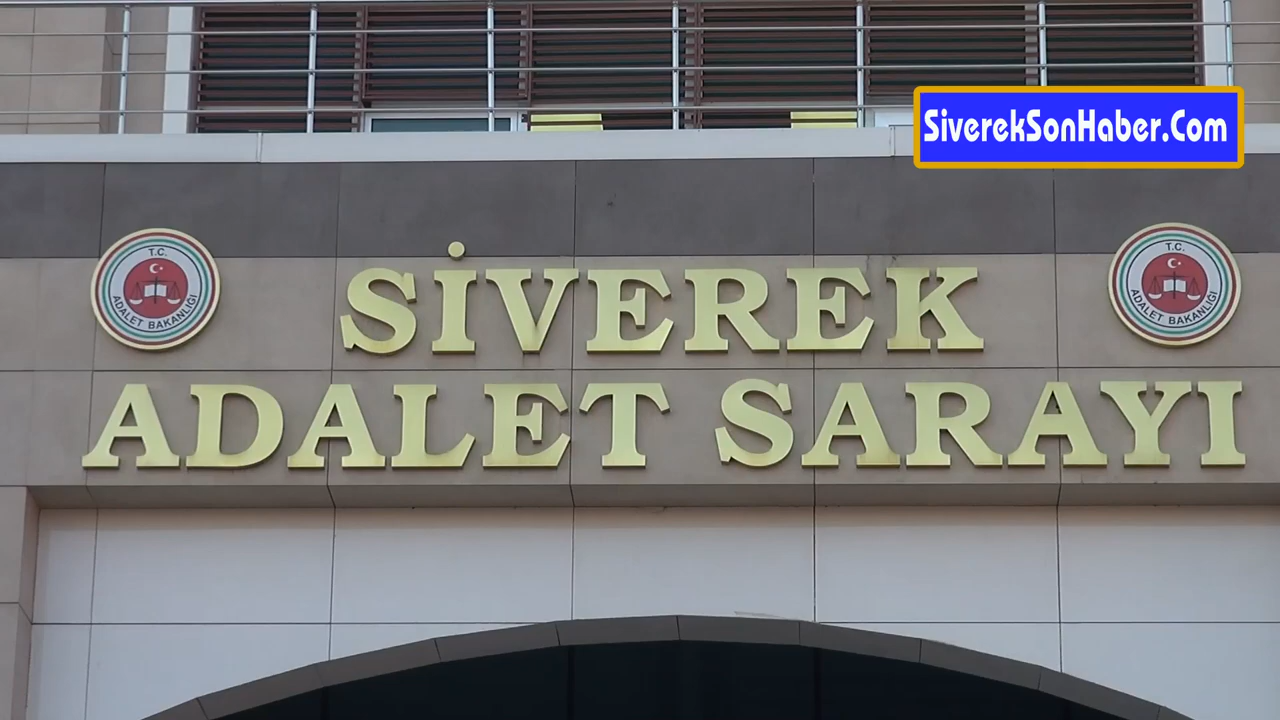 SiverekSonHaber.Com
SİVEREK
ADALET SARAYI
T.C.
ADALET BAKANLIĞI
T.C.
ADALET BAKANLIĞI